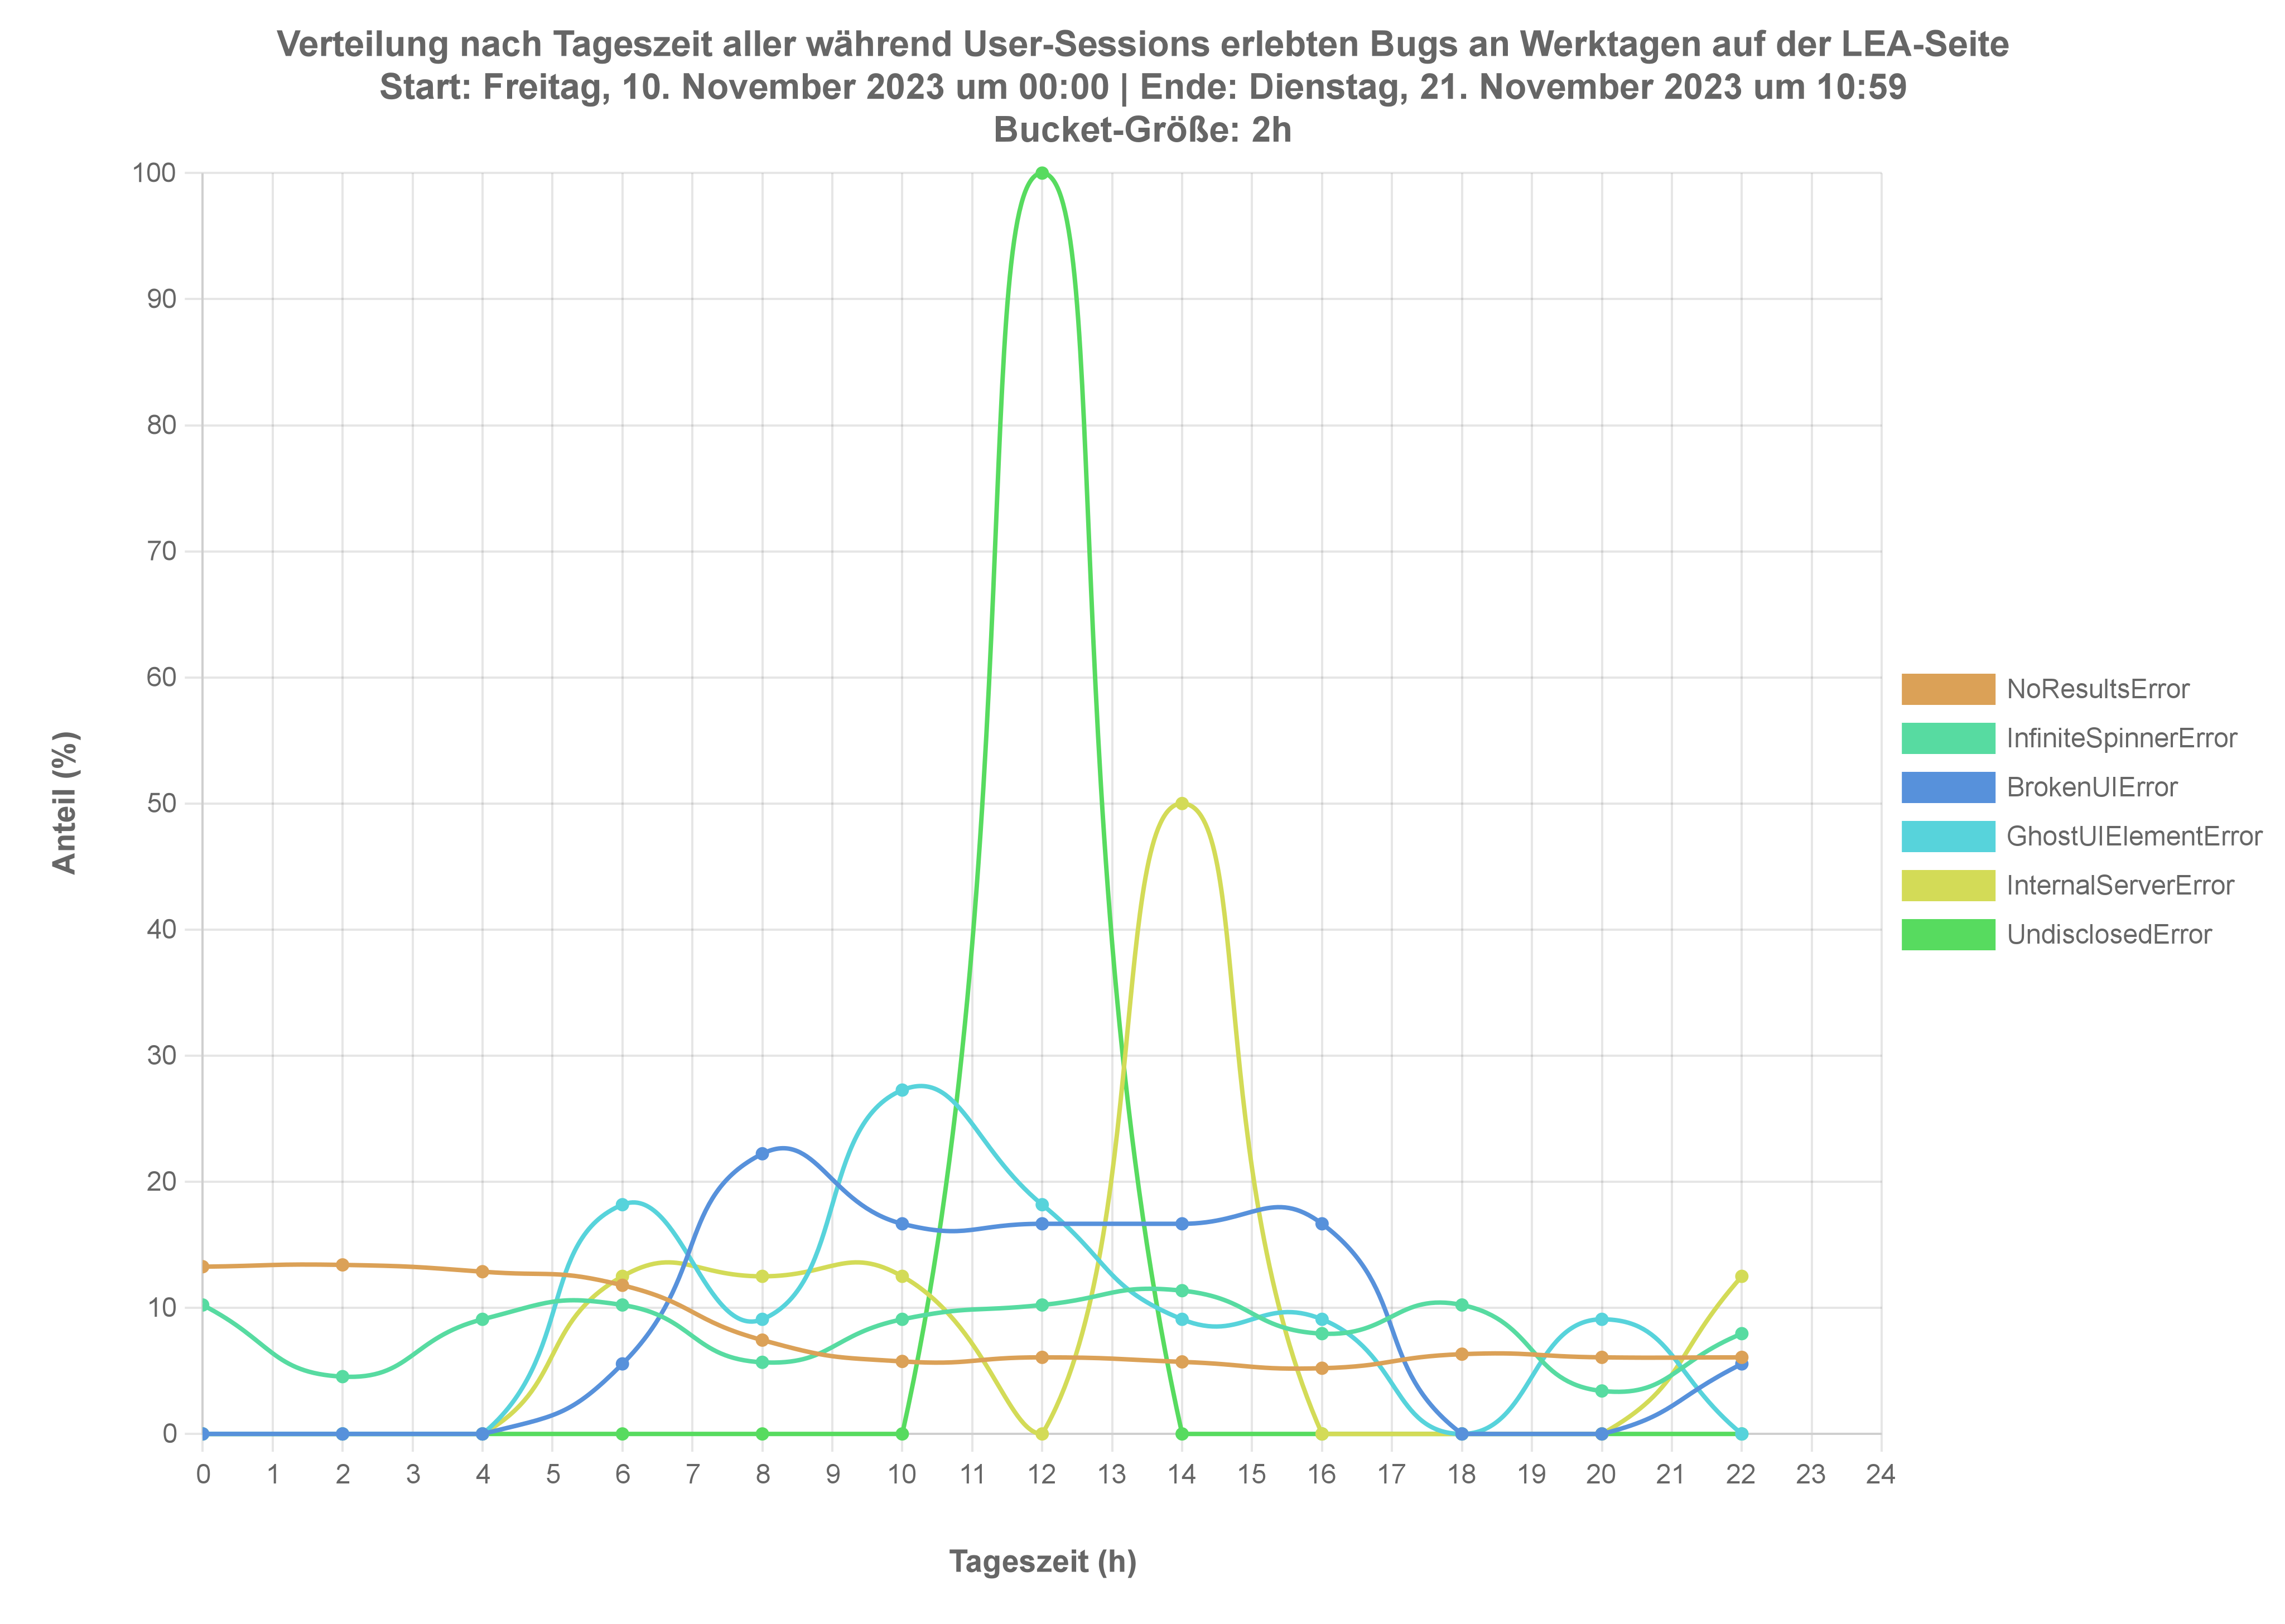 Verteilung nach Tageszeit aller während User-Sessions erlebten Bugs an Werktagen auf der LEA-Seite
Start: Freitag, 10. November 2023 um 00:00 | Ende: Dienstag, 21. November 2023 um 10:59
Bucket-Größe: 2h
100
90
80
70
60
50
40
30
20
10
0
Anteil (%)
0 1 2 3 4 5 6 7 8 9 10 11 12 13 14 15 16 17 18 19 20 21 22 23 24
Tageszeit (h)
NoResultsError
InfiniteSpinnerError
BrokenUIError
GhostUIElementError
InternalServerError
UndisclosedError